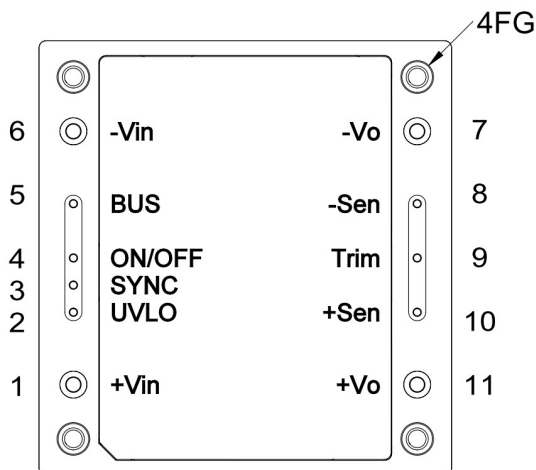 4FG
6 -Vin -Vo 7
5 BUS -Sen 8
4 ON/OFF Trim 9
3 SYNC
2 UVLO +Sen 10
1 +Vin +Vo 11